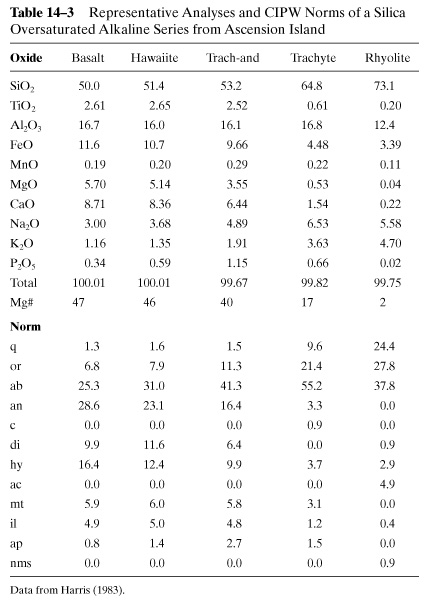 Table 14–3 Representative Analyses and CIPW Norms of a Silica
Oversaturated Alkaline Series from Ascension Island
Oxide Basalt Hawaiite Trach-and Trachyte Rhyolite
SiO₂ 50.0 51.4 53.2 64.8 73.1
TiO₂ 2.61 2.65 2.52 0.61 0.20
Al₂O₃ 16.7 16.0 16.1 16.8 12.4
FeO 11.6 10.7 9.66 4.48 3.39
MnO 0.19 0.20 0.29 0.22 0.11
MgO 5.70 5.14 3.55 0.53 0.04
CaO 8.71 8.36 6.44 1.54 0.22
Na₂O 3.00 3.68 4.89 6.53 5.58
K₂O 1.16 1.35 1.91 3.63 4.70
P₂O₅ 0.34 0.59 1.15 0.66 0.02
Total 100.01 100.01 99.67 99.82 99.75
Mg# 47 46 40 17 2
Norm
q 1.3 1.6 1.5 9.6 24.4
or 6.8 7.9 11.3 21.4 27.8
ab 25.3 31.0 41.3 55.2 37.8
an 28.6 23.1 16.4 3.3 0.0
c 0.0 0.0 0.0 0.9 0.0
di 9.9 11.6 6.4 0.0 0.9
hy 16.4 12.4 9.9 3.7 2.9
ac 0.0 0.0 0.0 0.0 4.9
mt 5.9 6.0 5.8 3.1 0.0
il 4.9 5.0 4.8 1.2 0.4
ap 0.8 1.4 2.7 1.5 0.0
nms 0.0 0.0 0.0 0.0 0.9
Data from Harris (1983).